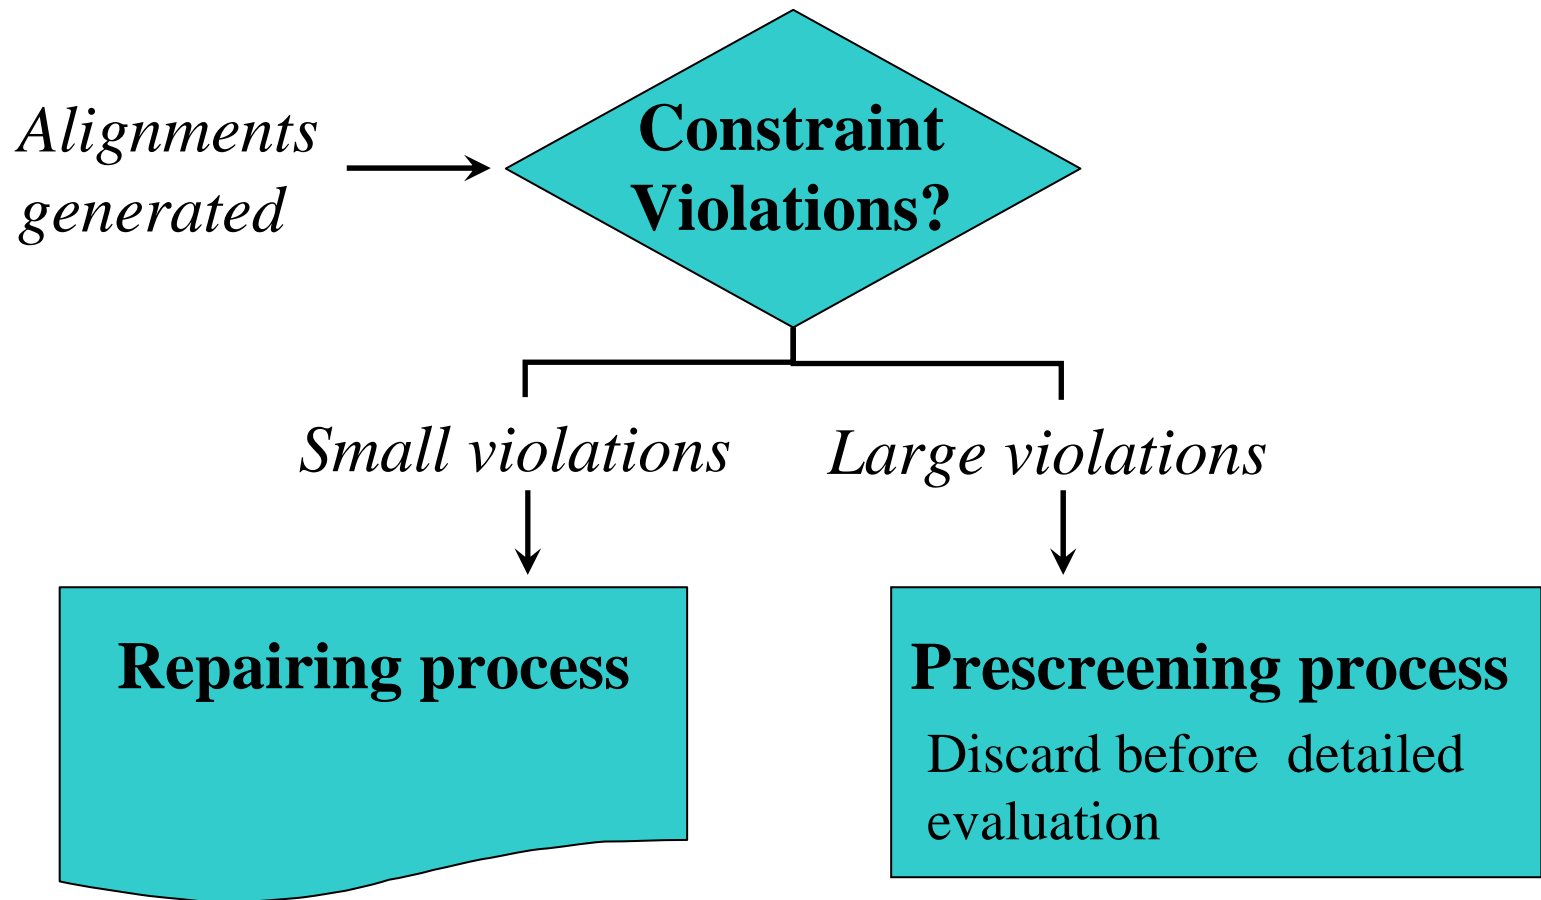 Alignments
generated
Constraint
Violations?
Small violations
Large violations
Repairing process
Prescreening process
Discard before detailed
evaluation